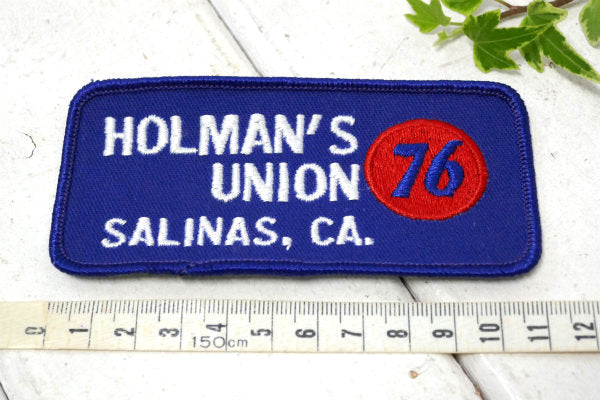 HOLMAN'S
UNION 76
SALINAS, CA.
0 1 2 3 4 5 6 7 8 9 10 11 12
150cm